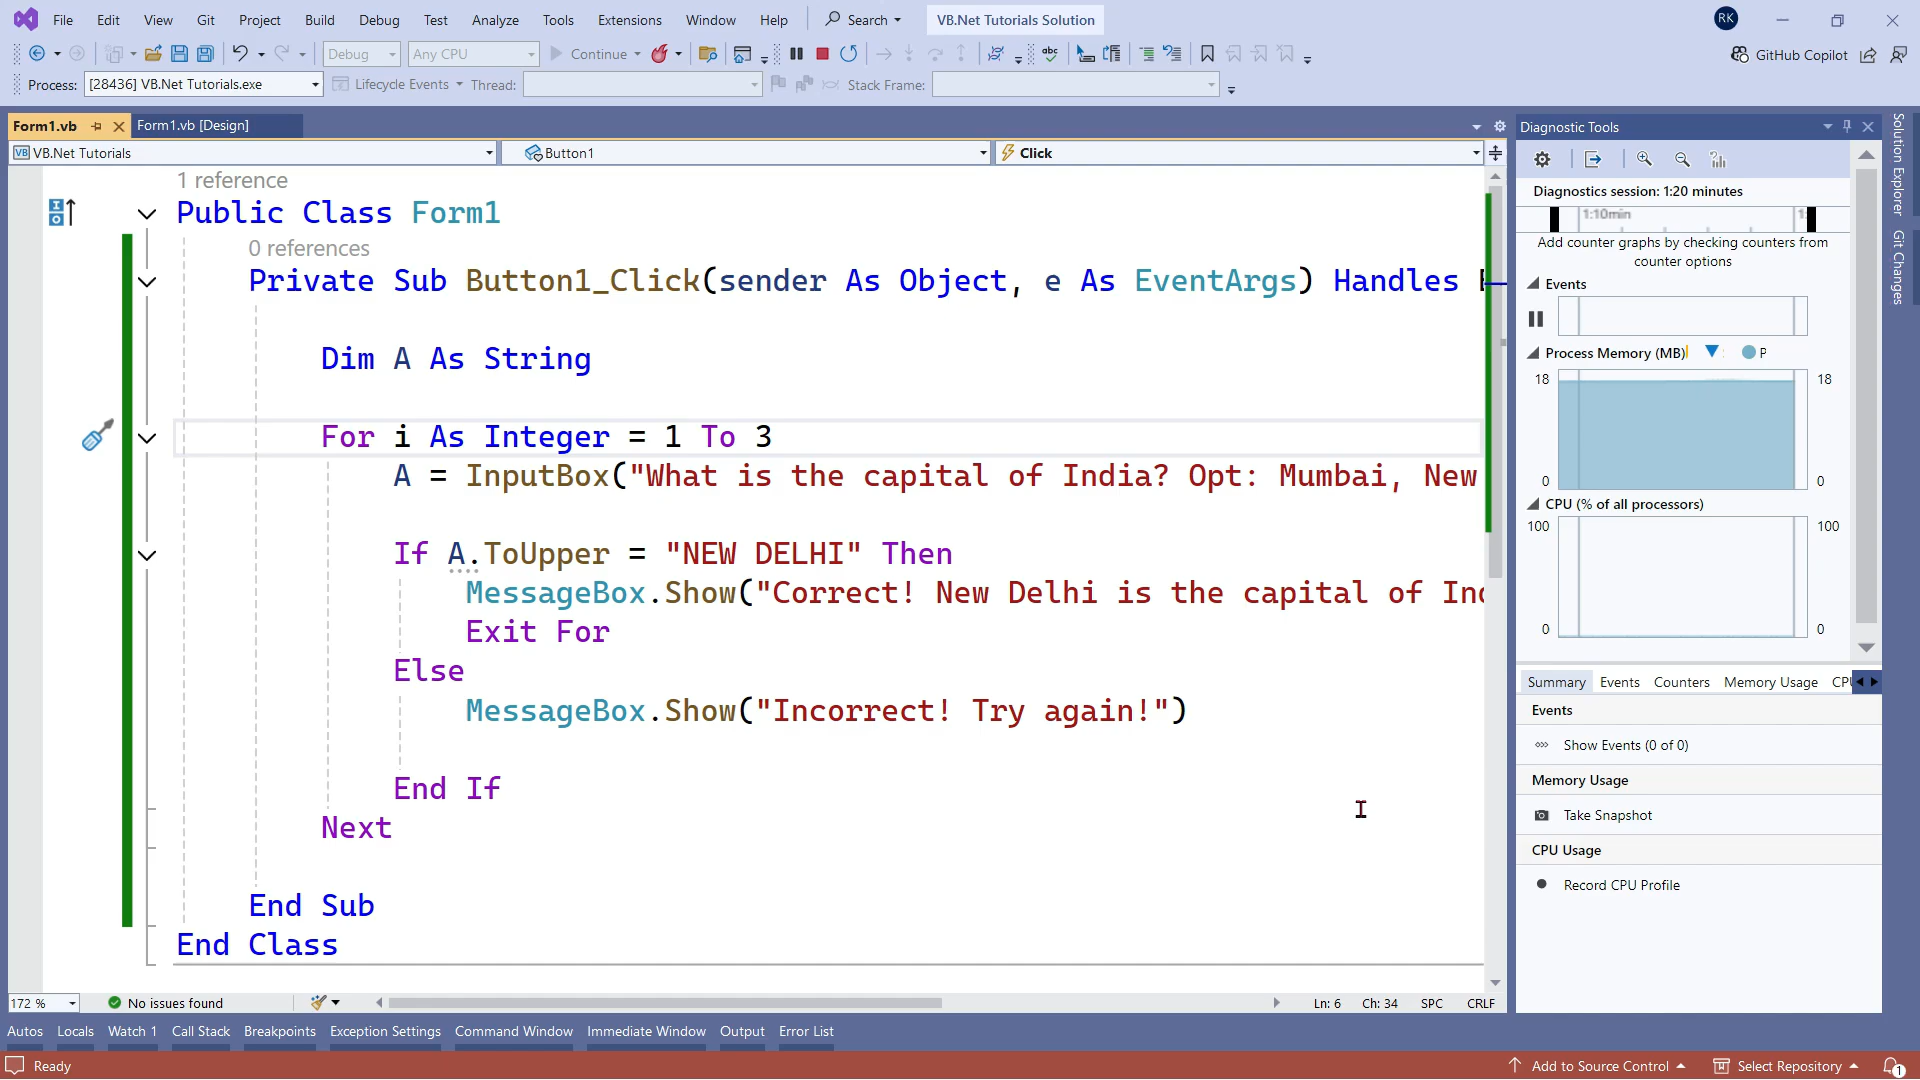 File Edit View Git Project Build Debug Test Analyze Tools Extensions Window Help Search VB.Net Tutorials Solution RK
Debug Any CPU Continue GitHub Copilot
Process: [28436] VB.Net Tutorials.exe Lifecycle Events Thread: Stack Frame:
Form1.vb Form1.vb [Design]
VB VB.Net Tutorials Button1 Click
1 reference
Public Class Form1
0 references
Private Sub Button1_Click(sender As Object, e As EventArgs) Handles
Dim A As String
For i As Integer = 1 To 3
A = InputBox("What is the capital of India? Opt: Mumbai, New
If A.ToUpper = "NEW DELHI" Then
MessageBox.Show("Correct! New Delhi is the capital of
Exit For
Else
MessageBox.Show("Incorrect! Try again!")
End If
Next
End Sub
End Class
172 % No issues found Ln: 6 Ch: 34 SPC CRLF
Diagnostic Tools
Diagnostics session: 1:20 minutes
1:10min
Add counter graphs by checking counters from
counter options
Events
Process Memory (MB) P
18 18
0 0
CPU (% of all processors)
100 100
0 0
Summary Events Counters Memory Usage
Events
Show Events (0 of 0)
Memory Usage
Take Snapshot
CPU Usage
Record CPU Profile
Solution Explorer
Git Changes
Autos Locals Watch 1 Call Stack Breakpoints Exception Settings Command Window Immediate Window Output Error List
Ready Add to Source Control Select Repository 1